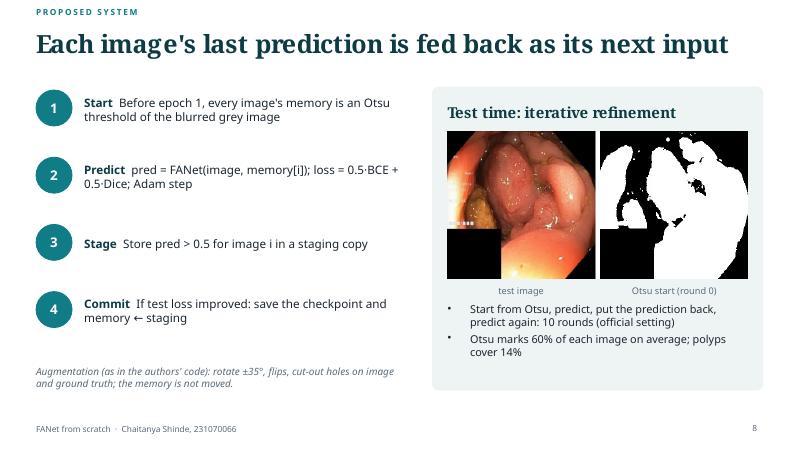 PROPOSED SYSTEM
Each image's last prediction is fed back as its next input
1
Start Before epoch 1, every image's memory is an Otsu
threshold of the blurred grey image
2
Predict pred = FANet(image, memory[i]); loss = 0.5·BCE +
0.5·Dice; Adam step
3
Stage Store pred > 0.5 for image i in a staging copy
4
Commit If test loss improved: save the checkpoint and
memory ← staging
Augmentation (as in the authors' code): rotate ±35°, flips, cut-out holes on image
and ground truth; the memory is not moved.
Test time: iterative refinement
test image
Otsu start (round 0)
• Start from Otsu, predict, put the prediction back,
predict again: 10 rounds (official setting)
• Otsu marks 60% of each image on average; polyps
cover 14%
FANet from scratch · Chaitanya Shinde, 231070066
8